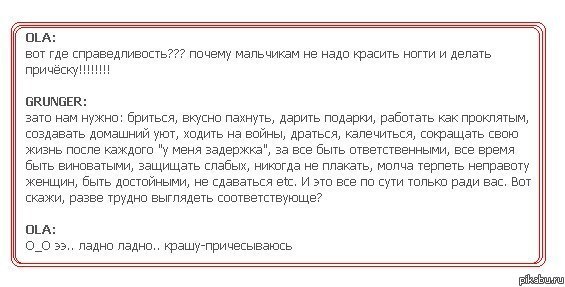 OLA:
вот где справедливость??? почему мальчикам не надо красить ногти и делать
причёску!!!!!!!!
GRUNGER:
зато нам нужно: бриться, вкусно пахнуть, дарить подарки, работать как проклятым,
создавать домашний уют, ходить на войны, драться, калечиться, сокращать свою
жизнь после каждого "у меня задержка", за все быть ответственными, все время
быть виноватыми, защищать слабых, никогда не плакать, молча терпеть неправоту
женщин, быть достойными, не сдаваться etc. И это все по сути только ради вас. Вот
скажи, разве трудно выглядеть соответствующе?
OLA:
O_O ээ.. ладно ладно.. крашу-причесываюсь
piksbu.ru